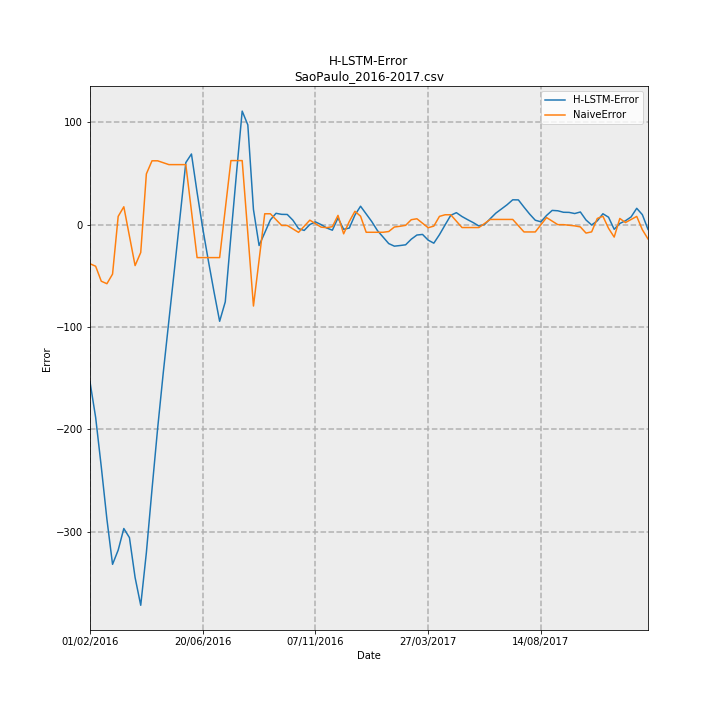 H-LSTM-Error
SaoPaulo_2016-2017.csv
H-LSTM-Error
NaiveError
100
0
−100
−200
−300
Error
01/02/2016
20/06/2016
07/11/2016
27/03/2017
14/08/2017
Date